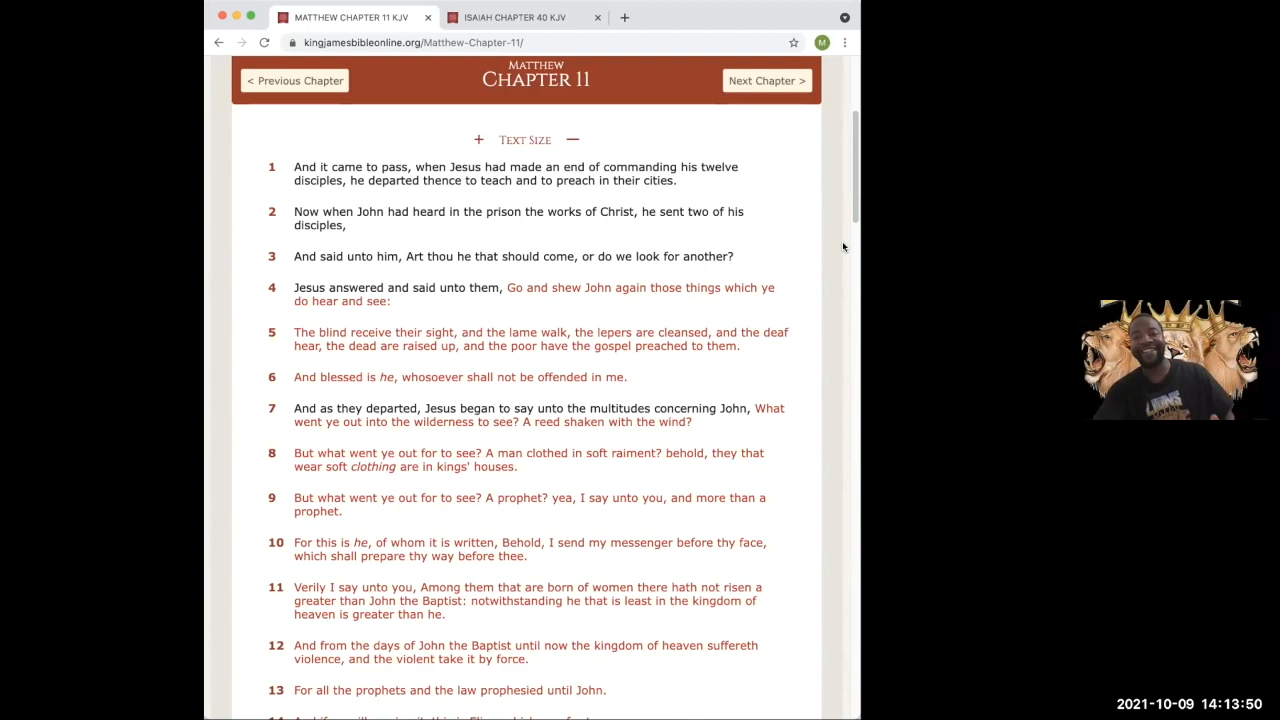 MATTHEW CHAPTER 11 KJV
ISAIAH CHAPTER 40 KJV
kingjamesbibleonline.org/Matthew-Chapter-11/
M
< Previous Chapter
MATTHEW
CHAPTER 11
Next Chapter >
+ TEXT SIZE —
1 And it came to pass, when Jesus had made an end of commanding his twelve
disciples, he departed thence to teach and to preach in their cities.
2 Now when John had heard in the prison the works of Christ, he sent two of his
disciples,
3 And said unto him, Art thou he that should come, or do we look for another?
4 Jesus answered and said unto them, Go and shew John again those things which ye
do hear and see:
5 The blind receive their sight, and the lame walk, the lepers are cleansed, and the deaf
hear, the dead are raised up, and the poor have the gospel preached to them.
6 And blessed is he, whosoever shall not be offended in me.
7 And as they departed, Jesus began to say unto the multitudes concerning John, What
went ye out into the wilderness to see? A reed shaken with the wind?
8 But what went ye out for to see? A man clothed in soft raiment? behold, they that
wear soft clothing are in kings' houses.
9 But what went ye out for to see? A prophet? yea, I say unto you, and more than a
prophet.
10 For this is he, of whom it is written, Behold, I send my messenger before thy face,
which shall prepare thy way before thee.
11 Verily I say unto you, Among them that are born of women there hath not risen a
greater than John the Baptist: notwithstanding he that is least in the kingdom of
heaven is greater than he.
12 And from the days of John the Baptist until now the kingdom of heaven suffereth
violence, and the violent take it by force.
13 For all the prophets and the law prophesied until John.
2021-10-09 14:13:50